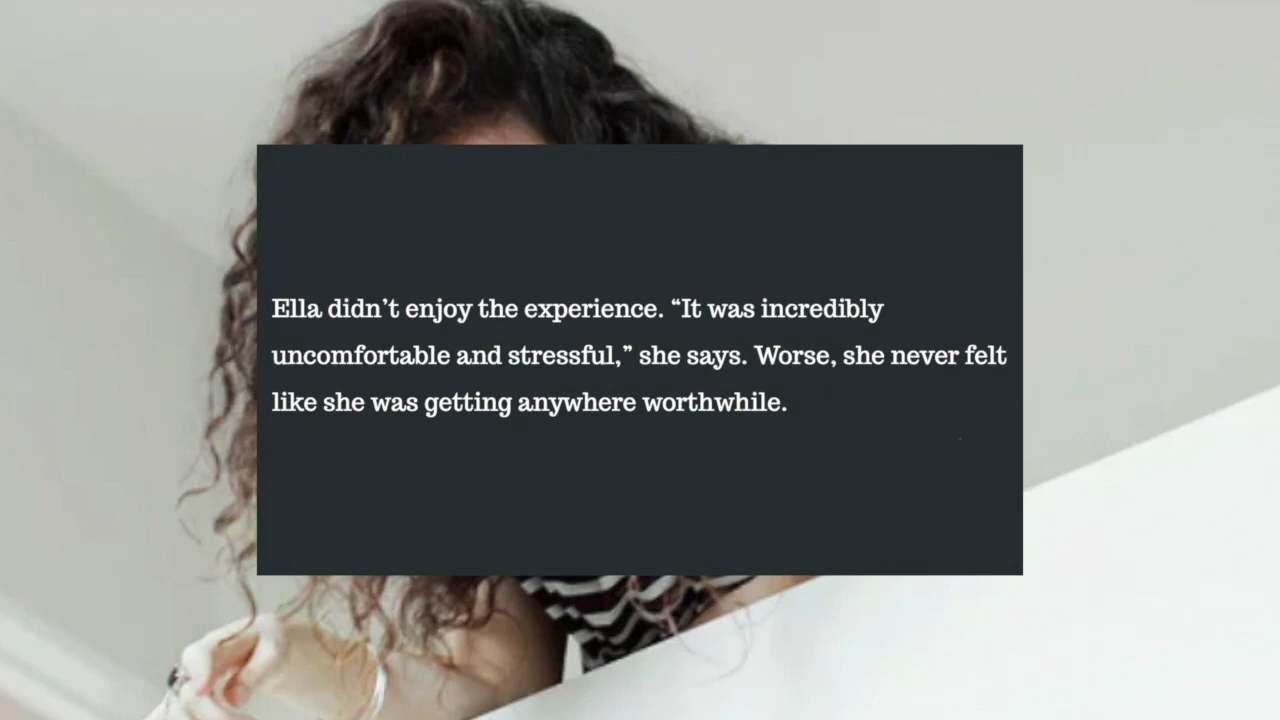 Ella didn’t enjoy the experience. “It was incredibly
uncomfortable and stressful,” she says. Worse, she never felt
like she was getting anywhere worthwhile.